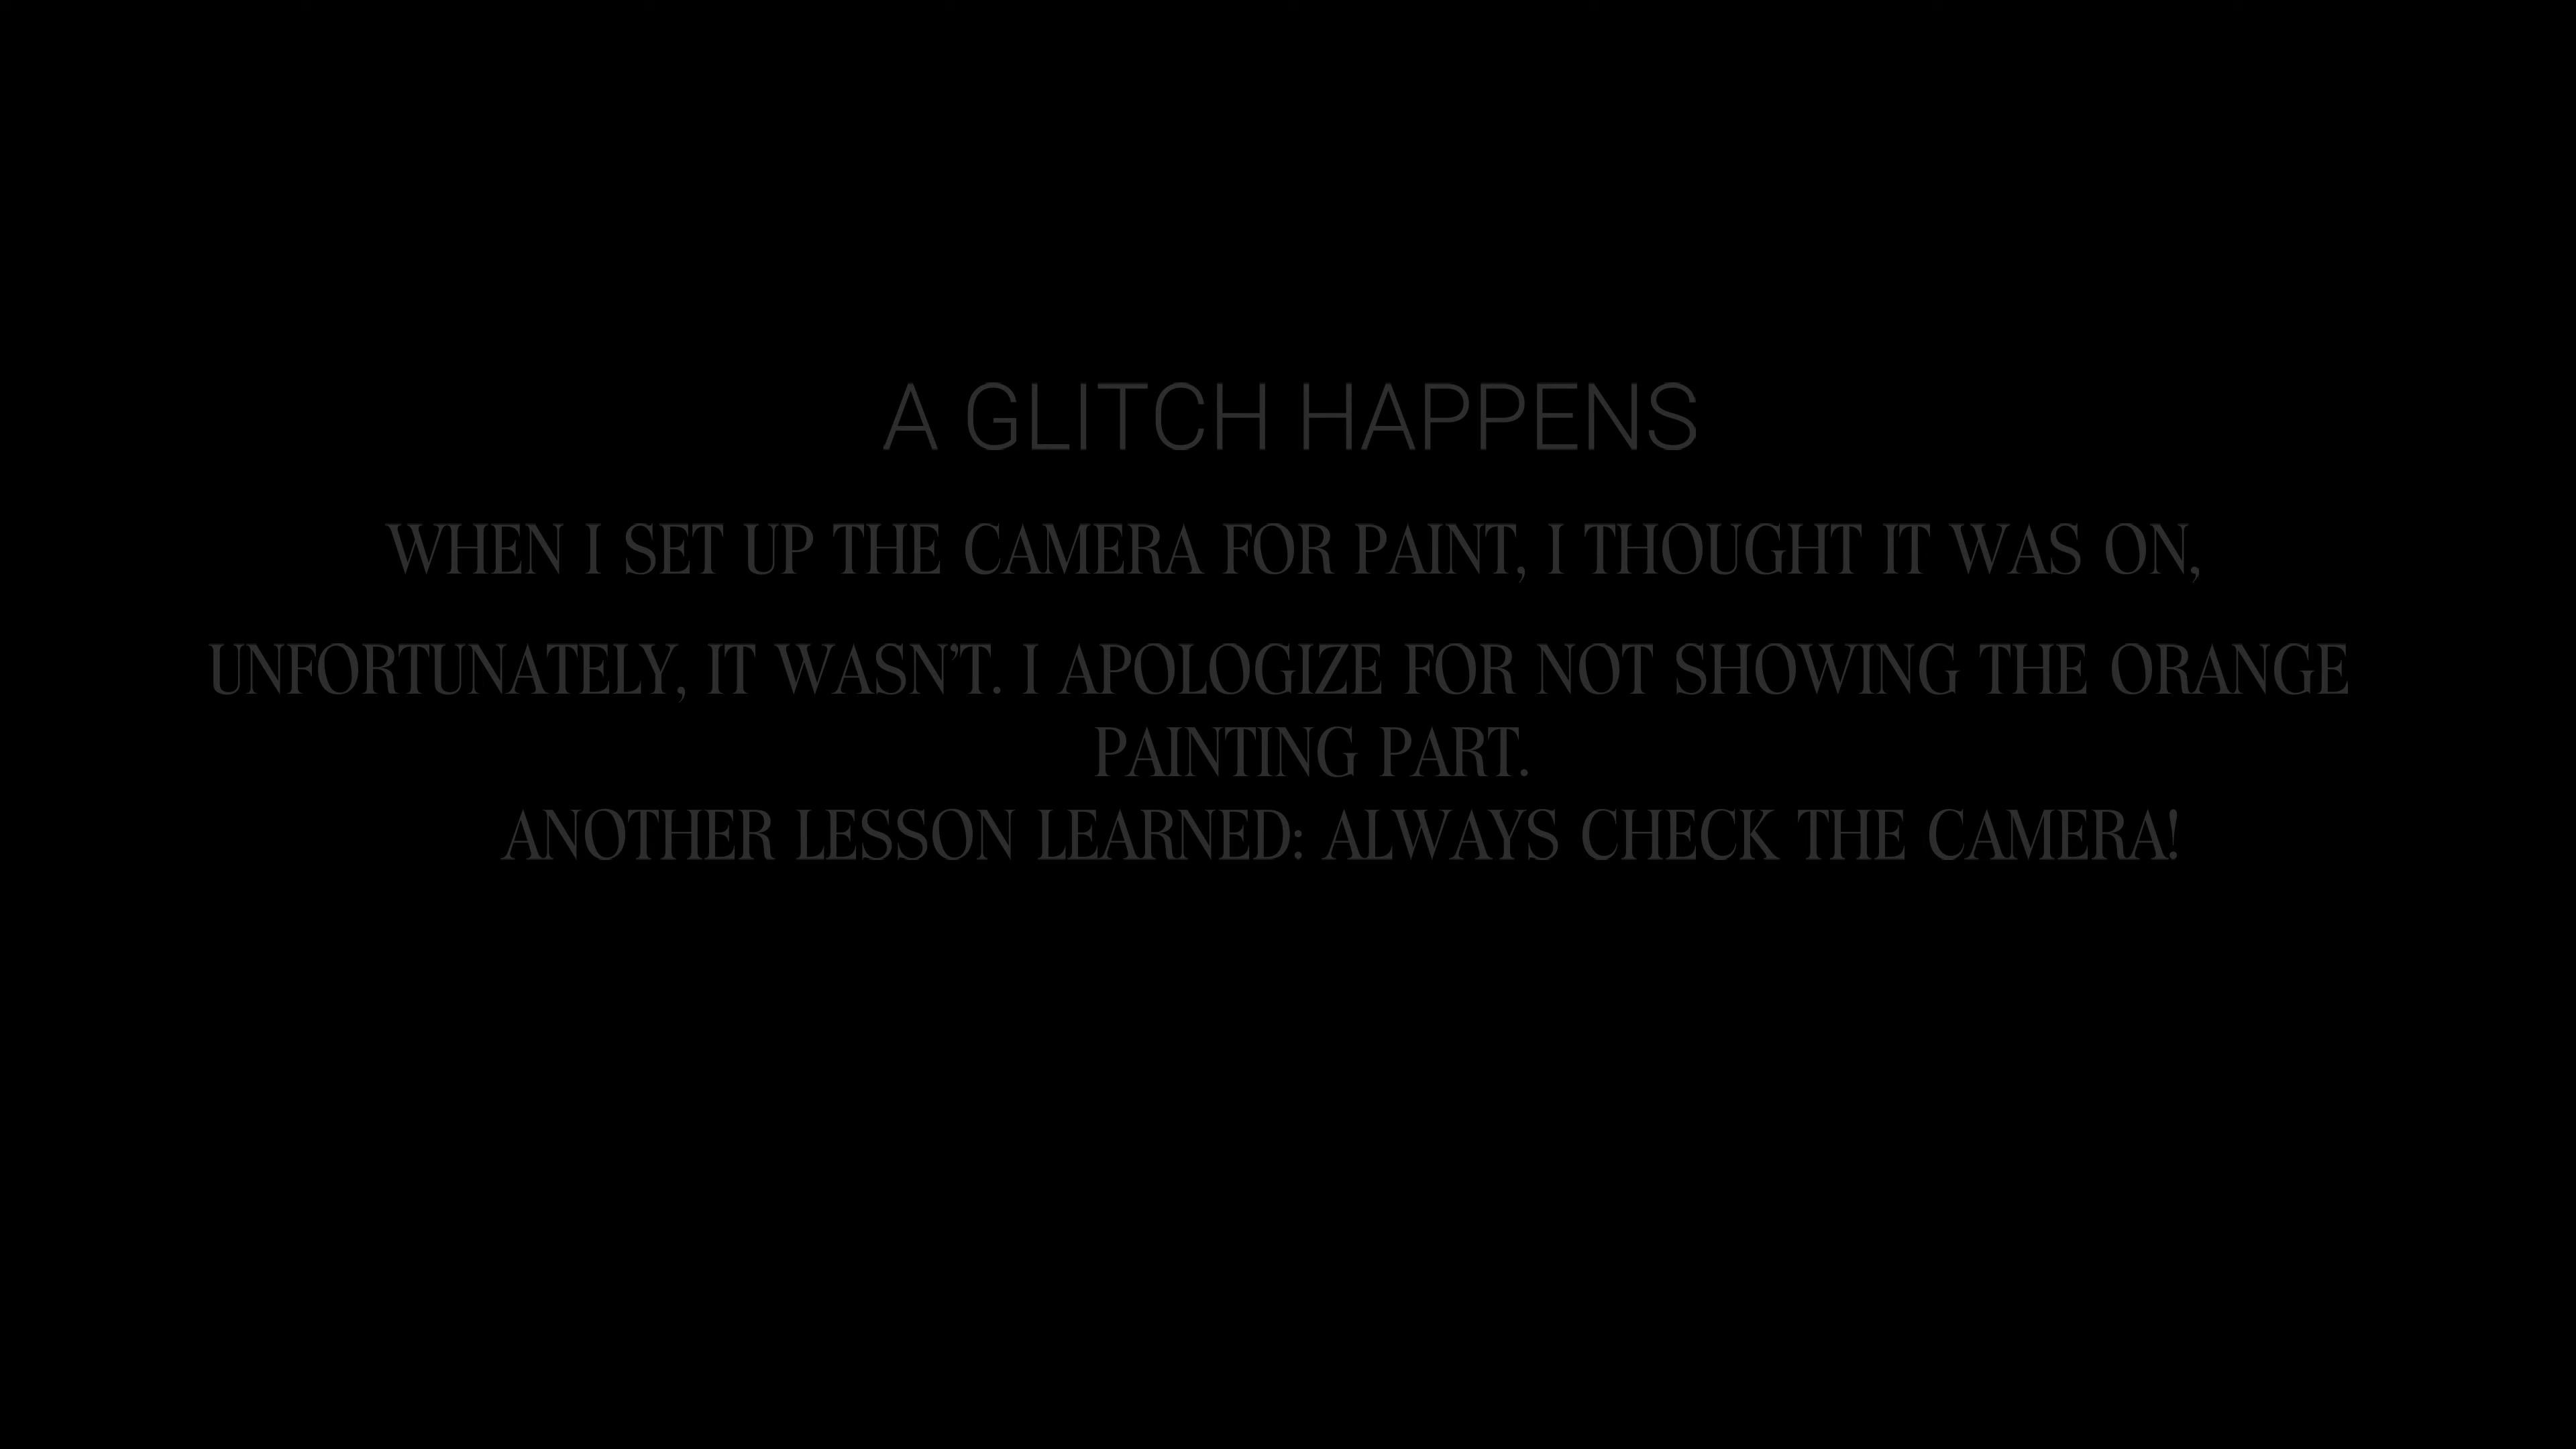 A GLITCH HAPPENS
WHEN I SET UP THE CAMERA FOR PAINT, I THOUGHT IT WAS ON,
UNFORTUNATELY, IT WASN’T. I APOLOGIZE FOR NOT SHOWING THE ORANGE
PAINTING PART.
ANOTHER LESSON LEARNED: ALWAYS CHECK THE CAMERA!